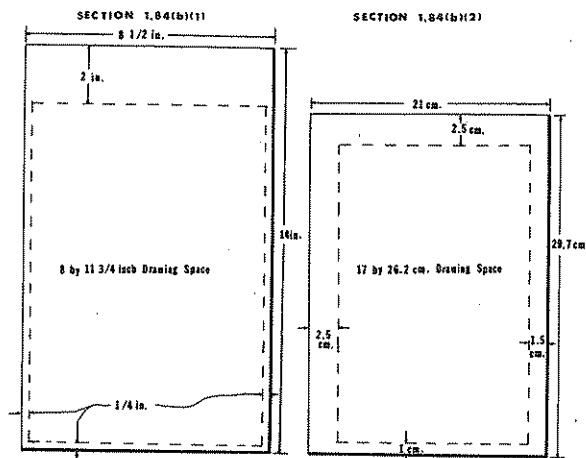 SECTION 1.84(b)(1)
8 1/2 in.
2 in.
14in.
8 by 11 3/4 inch Drawing Space
1/4 in.
SECTION 1.84(b)(2)
21 cm.
2.5 cm.
29.7 cm
17 by 26.2 cm. Drawing Space
2.5
cm.
1.5
cm.
1 cm.